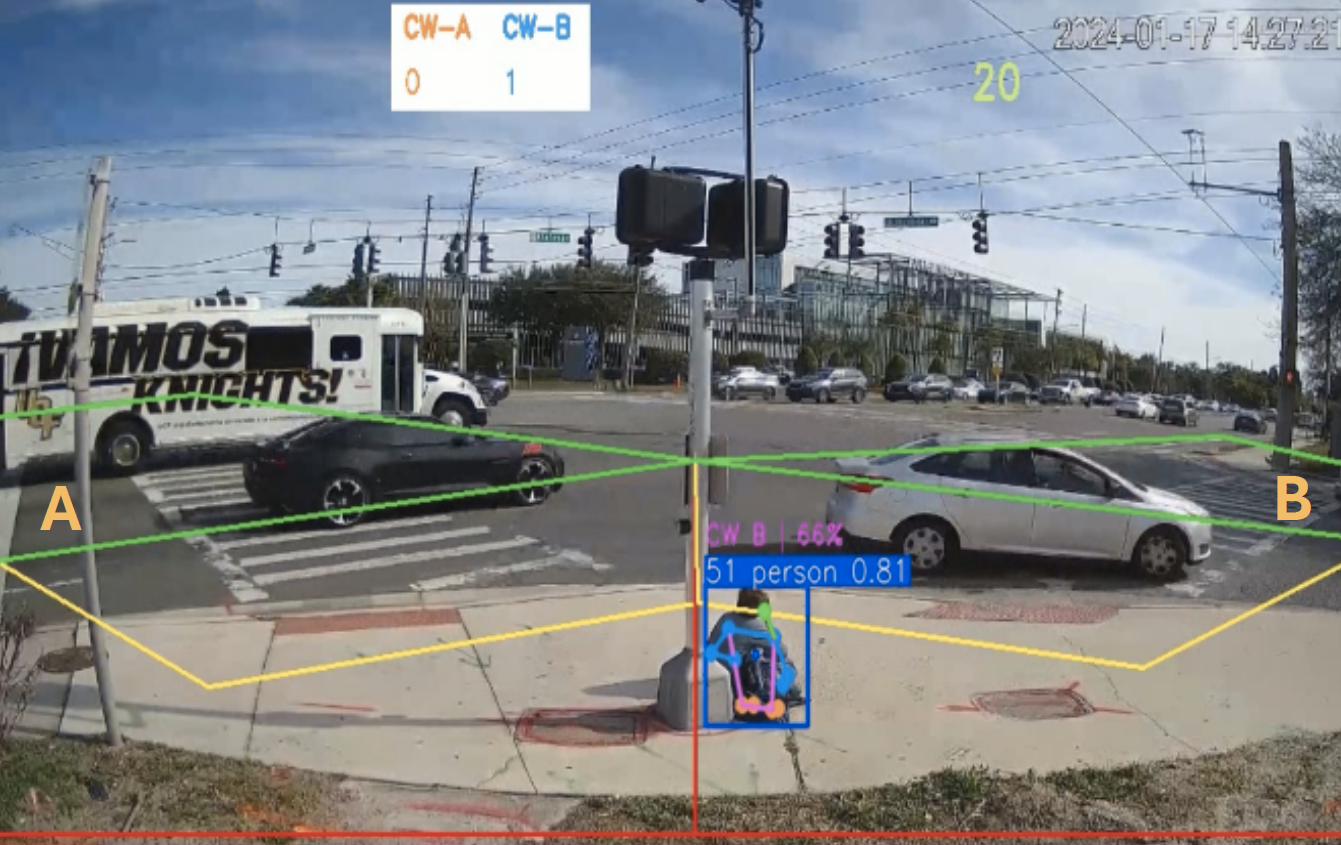 CW-A CW-B
0 1
2024-01-17 14:27:21
20
¡VAMOS
KNIGHTS!
UCF
A
B
CW B | 66%
51 person 0.81